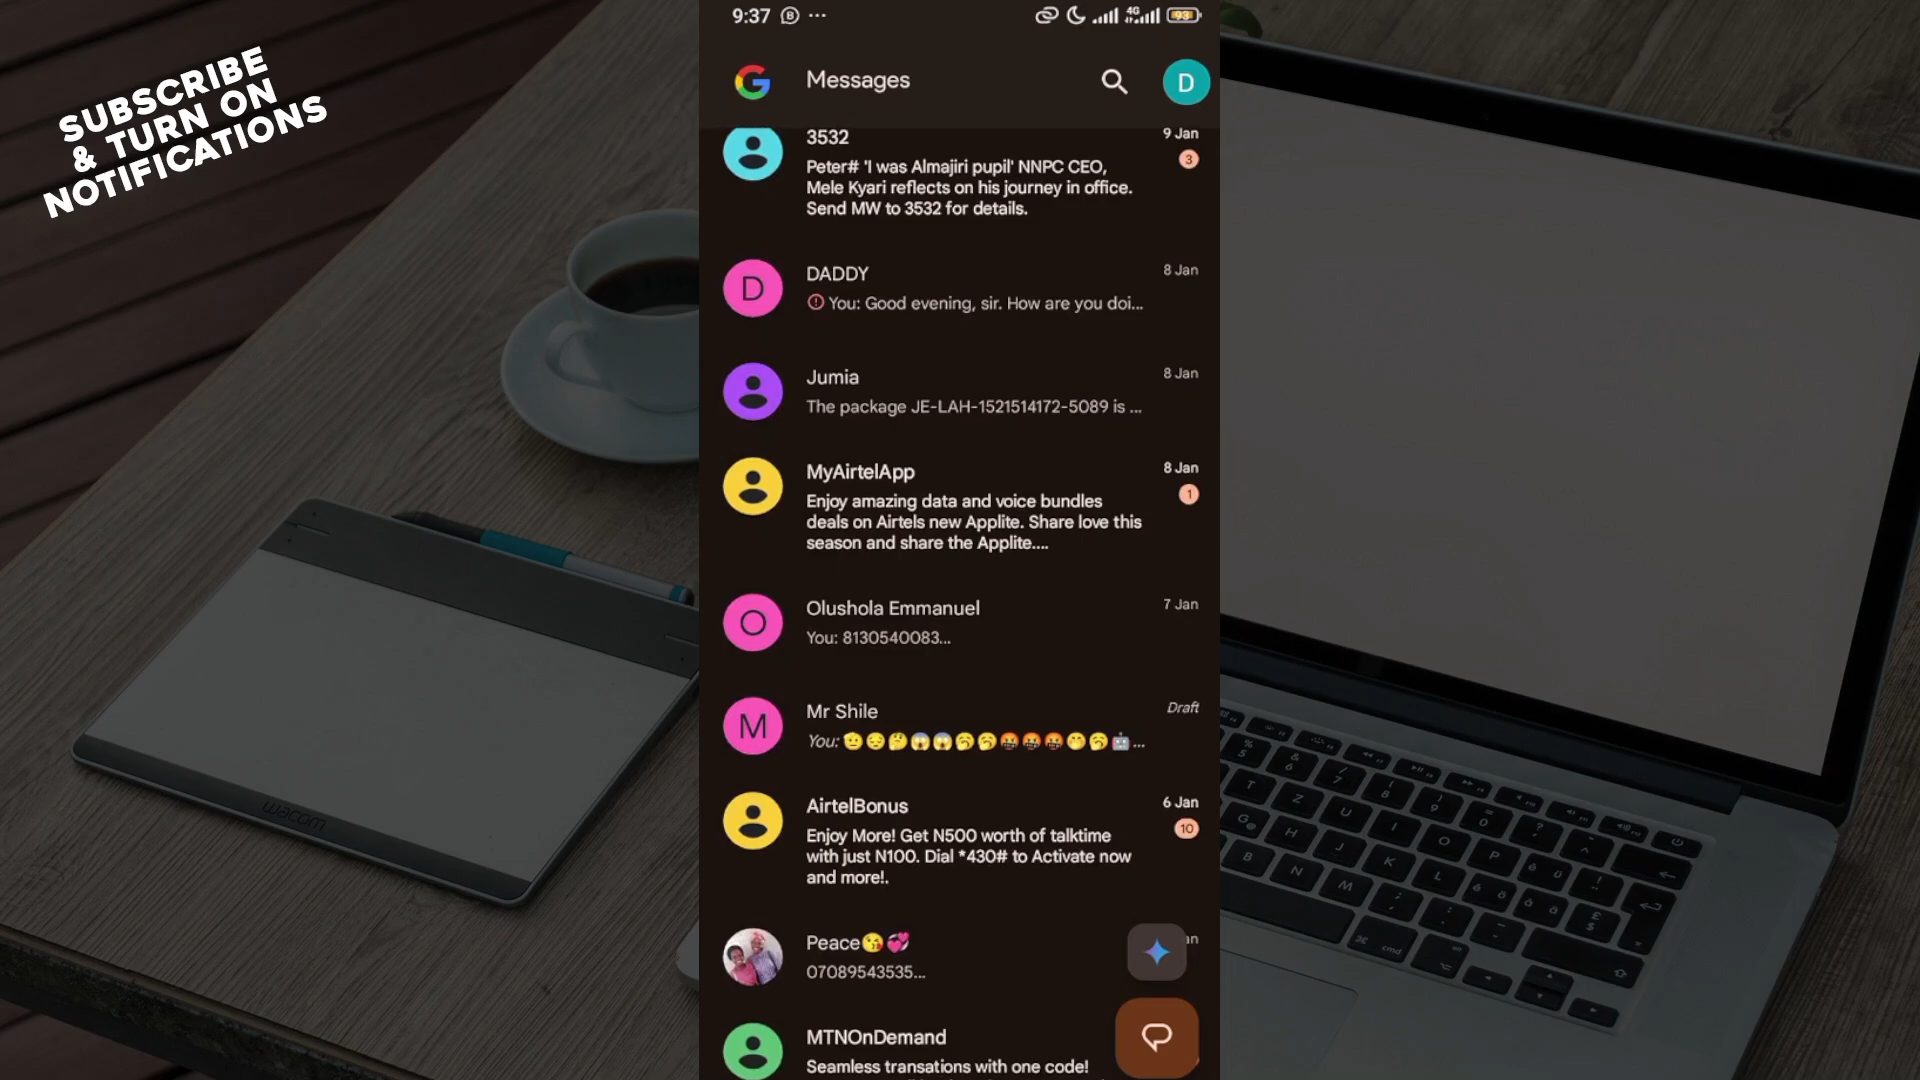 SUBSCRIBE
& TURN ON
NOTIFICATIONS
9:37
4G
93
Messages
D
3532
9 Jan
3
Peter# 'I was Almajiri pupil' NNPC CEO,
Mele Kyari reflects on his journey in office.
Send MW to 3532 for details.
D
DADDY
8 Jan
You: Good evening, sir. How are you doi...
Jumia
8 Jan
The package JE-LAH-1521514172-5089 is ...
MyAirtelApp
8 Jan
1
Enjoy amazing data and voice bundles
deals on Airtels new Applite. Share love this
season and share the Applite....
O
Olushola Emmanuel
7 Jan
You: 8130540083...
M
Mr Shile
Draft
You: 🫡😔🤔😱😱🥱🥱🤬🤬🤬🤭🥱🤖...
AirtelBonus
6 Jan
10
Enjoy More! Get N500 worth of talktime
with just N100. Dial *430# to Activate now
and more!.
Peace😘💞
07089543535...
MTNOnDemand
Seamless transations with one code!
wacom